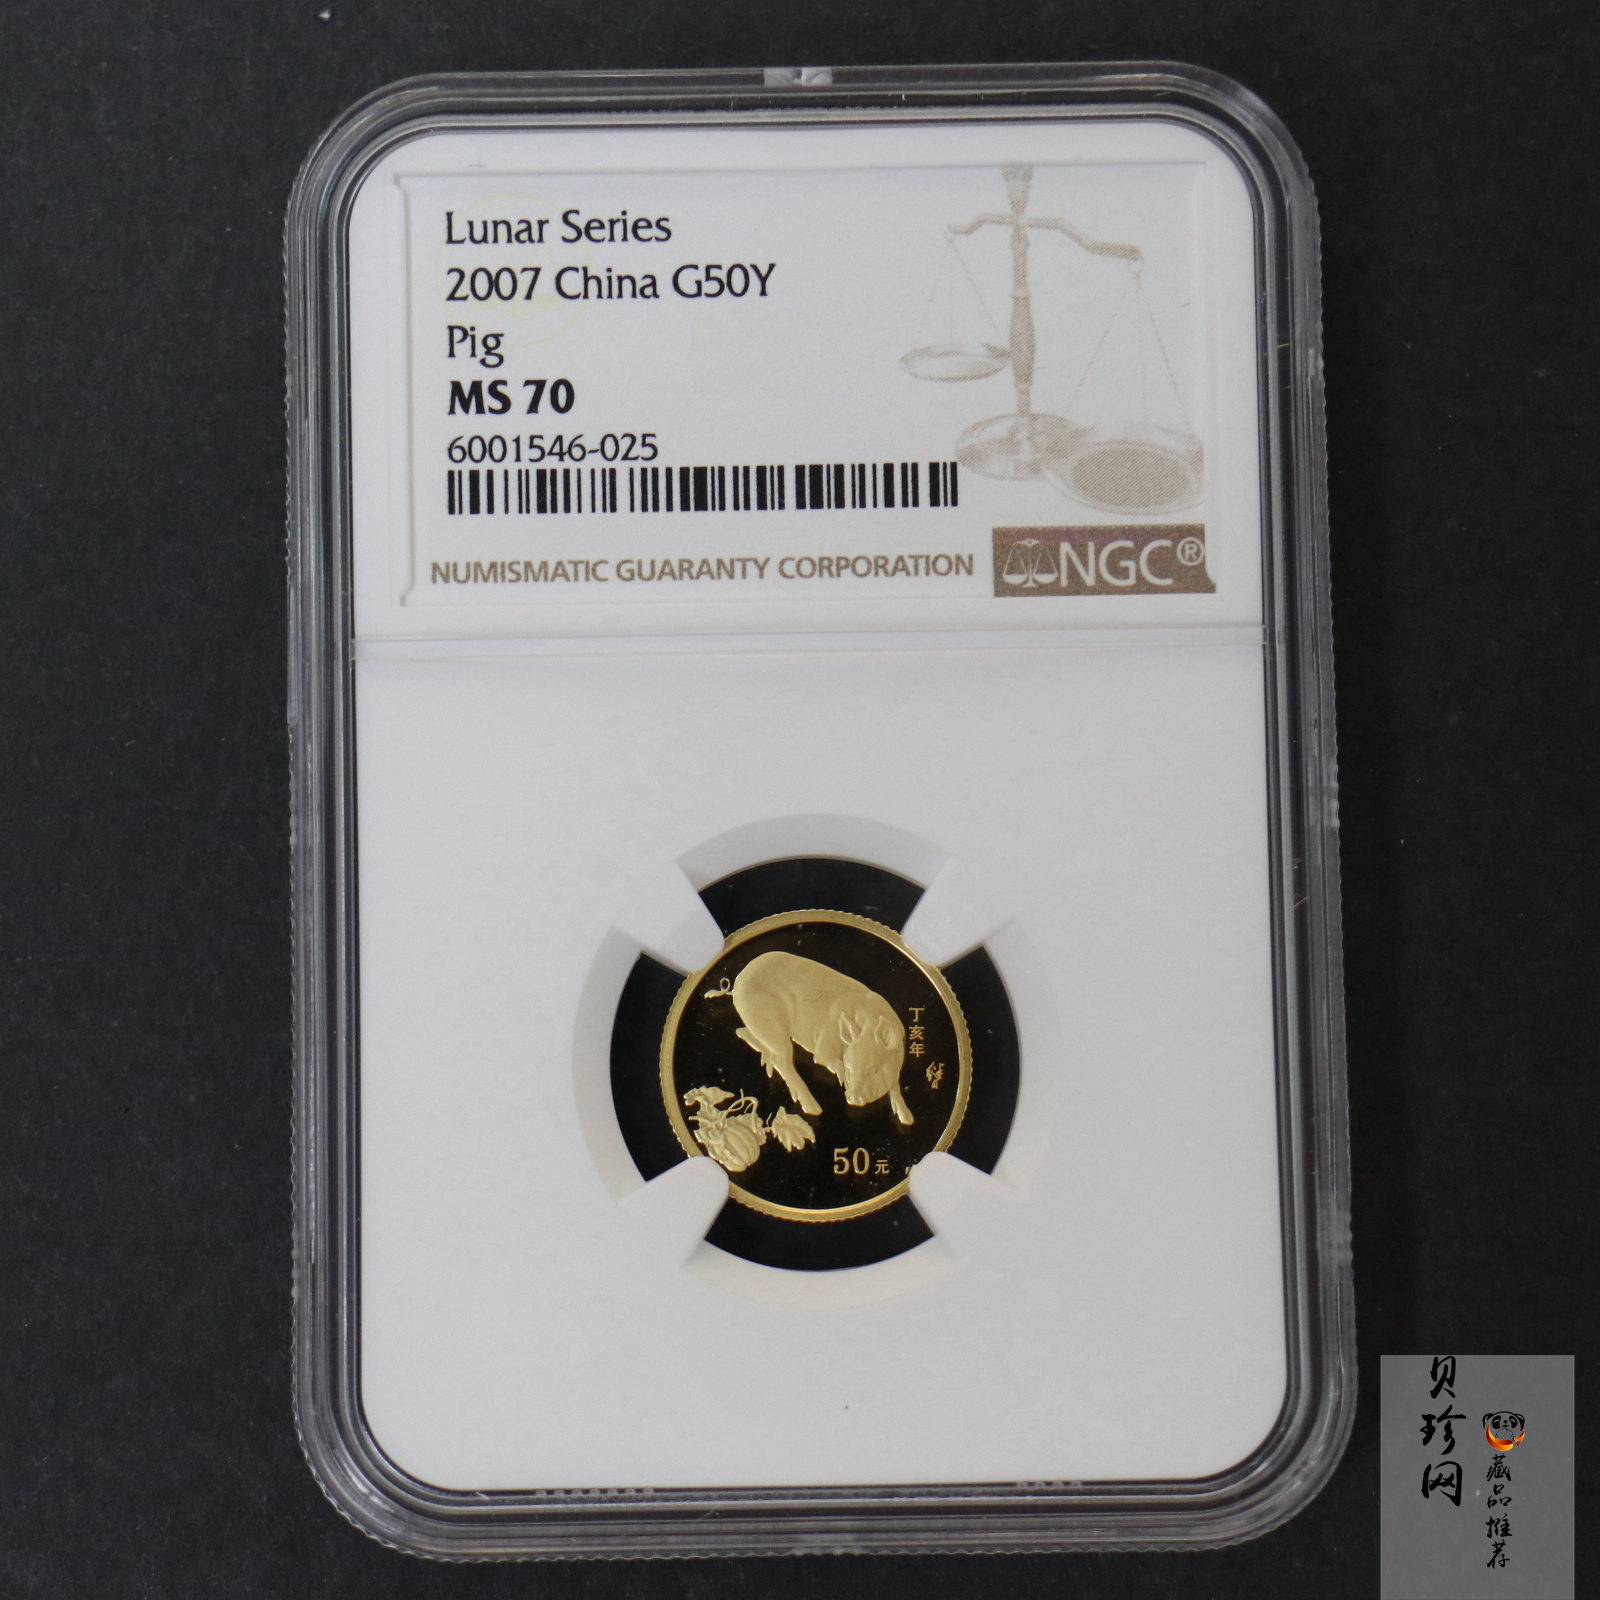 Lunar Series
2007 China G50Y
Pig
MS 70
6001546-025
NUMISMATIC GUARANTY CORPORATION
NGC®
丁亥年
50元
贝珍网
藏品推荐